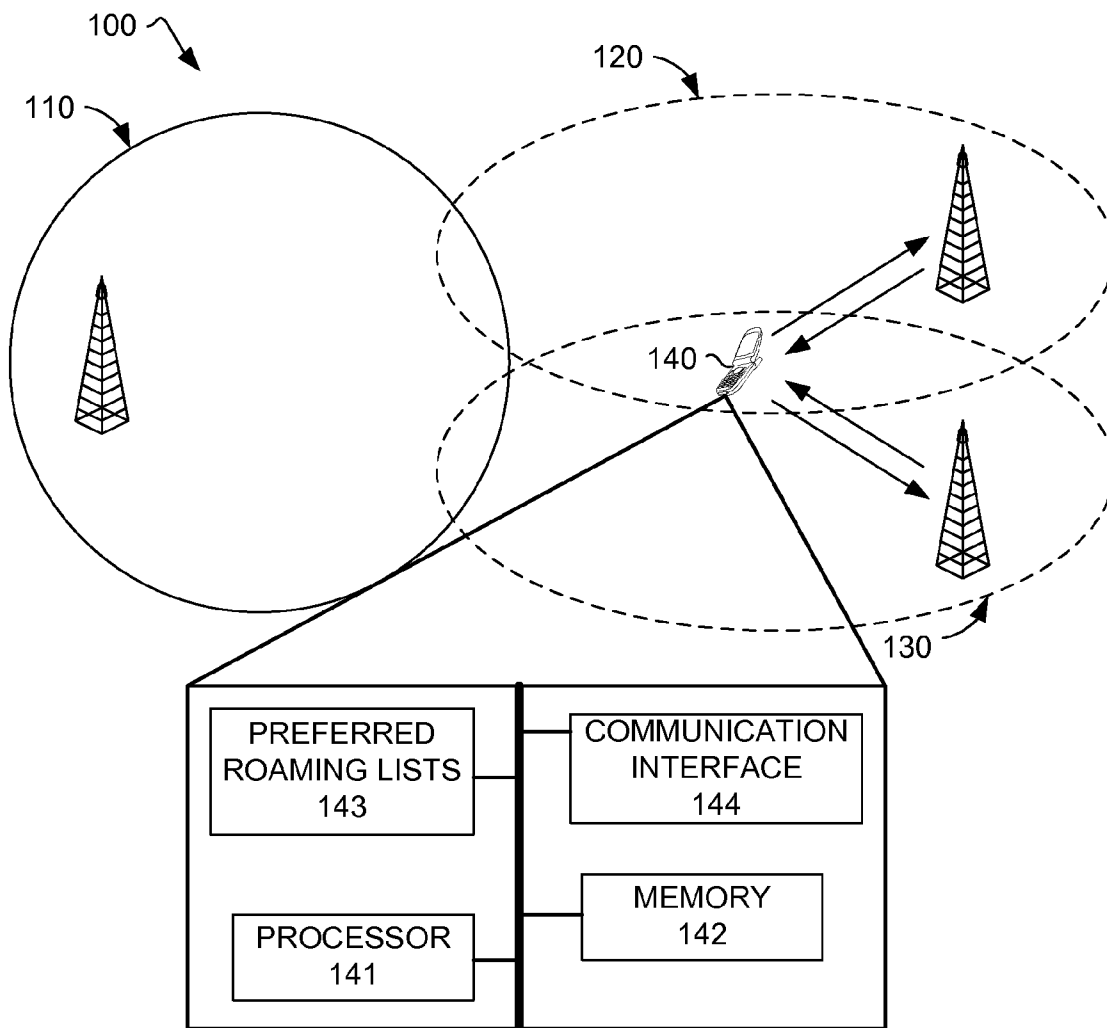 100
110
120
140
130
PREFERRED
ROAMING LISTS
143
COMMUNICATION
INTERFACE
144
PROCESSOR
141
MEMORY
142